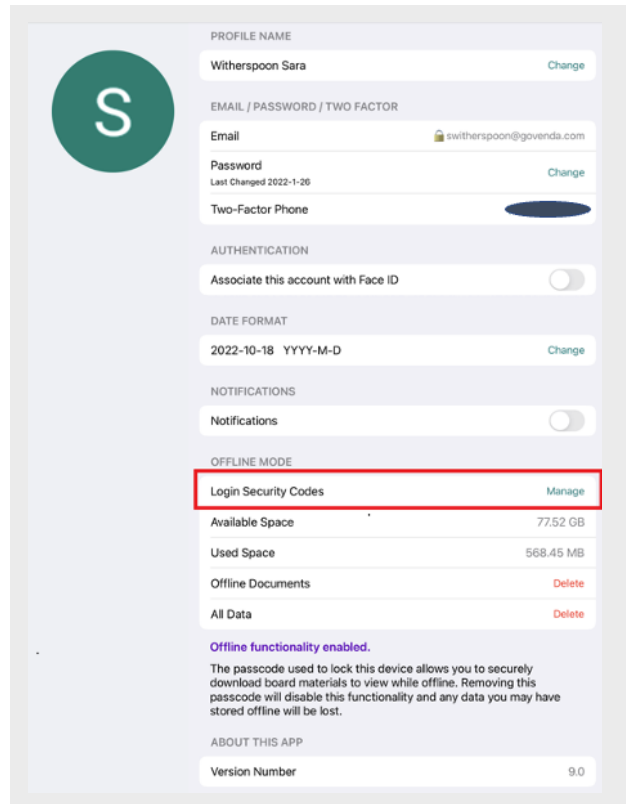 S
PROFILE NAME
Witherspoon Sara Change
EMAIL / PASSWORD / TWO FACTOR
Email switherspoon@govenda.com
Password Change
Last Changed 2022-1-26
Two-Factor Phone
AUTHENTICATION
Associate this account with Face ID
DATE FORMAT
2022-10-18 YYYY-M-D Change
NOTIFICATIONS
Notifications
OFFLINE MODE
Login Security Codes Manage
Available Space 77.52 GB
Used Space 568.45 MB
Offline Documents Delete
All Data Delete
Offline functionality enabled.
The passcode used to lock this device allows you to securely
download board materials to view while offline. Removing this
passcode will disable this functionality and any data you may have
stored offline will be lost.
ABOUT THIS APP
Version Number 9.0